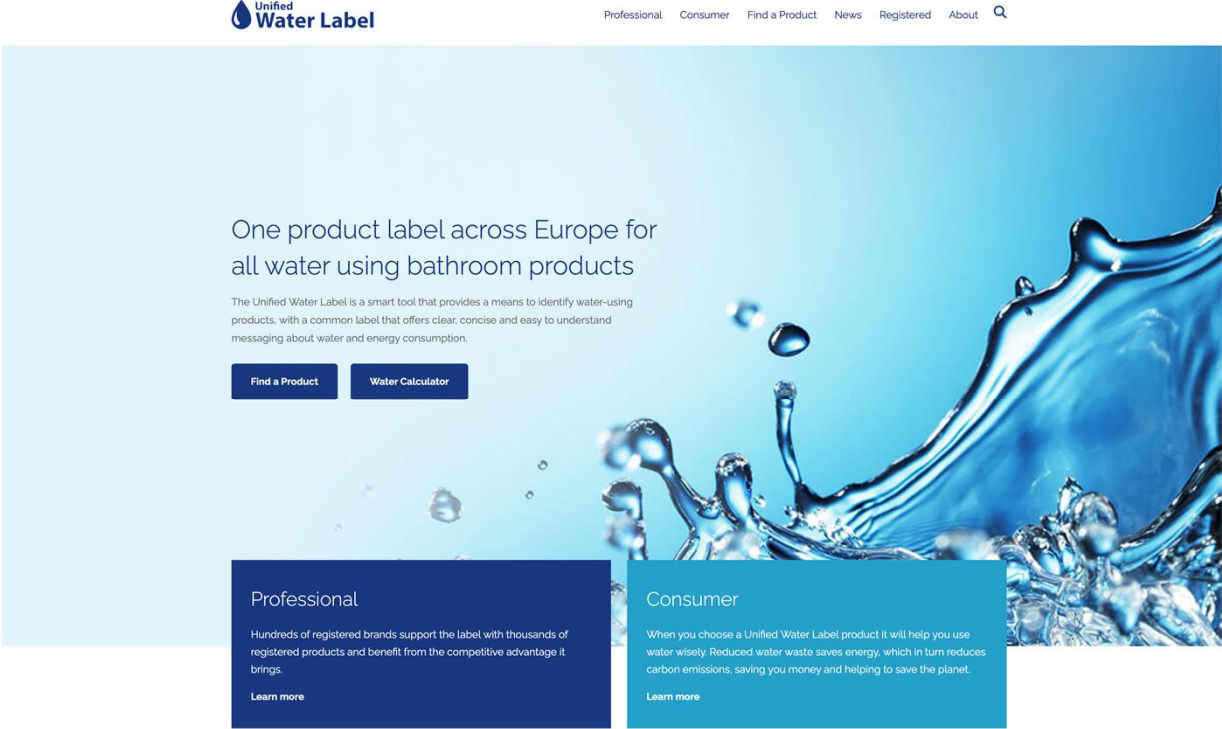 Unified
Water Label
Professional Consumer Find a Product News Registered About
One product label across Europe for
all water using bathroom products
The Unified Water Label is a smart tool that provides a means to identify water-using
products, with a common label that offers clear, concise and easy to understand
messaging about water and energy consumption.
Find a Product Water Calculator
Professional
Hundreds of registered brands support the label with thousands of
registered products and benefit from the competitive advantage it
brings.
Learn more
Consumer
When you choose a Unified Water Label product it will help you use
water wisely. Reduced water waste saves energy, which in turn reduces
carbon emissions, saving you money and helping to save the planet.
Learn more